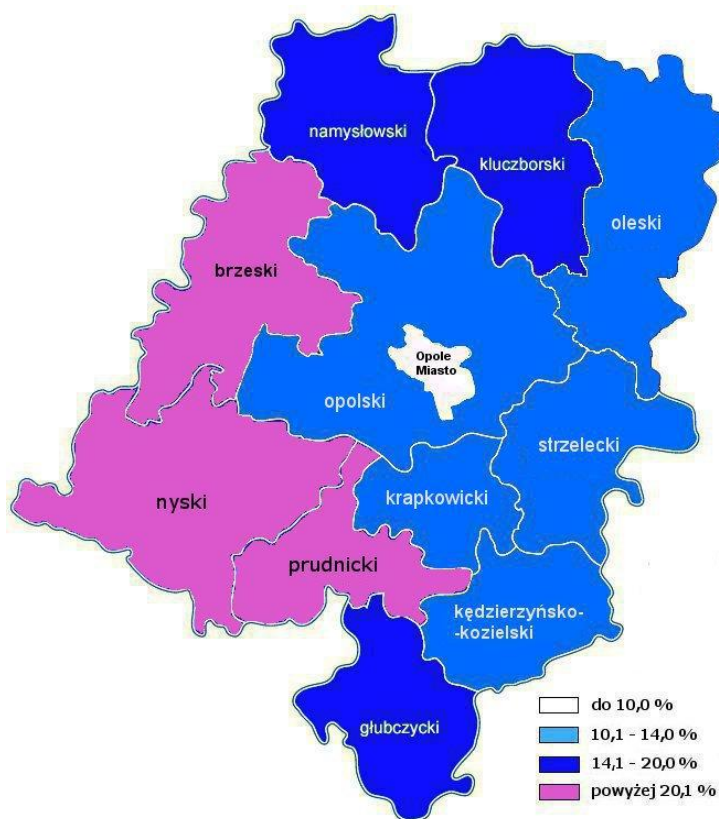 namysłowski
kluczborski
oleski
brzeski
Opole
Miasto
opolski
strzelecki
nyski
krapkowicki
prudnicki
kędzierzyńsko-
-kozielski
głubczycki
do 10,0 %
10,1 - 14,0 %
14,1 - 20,0 %
powyżej 20,1 %